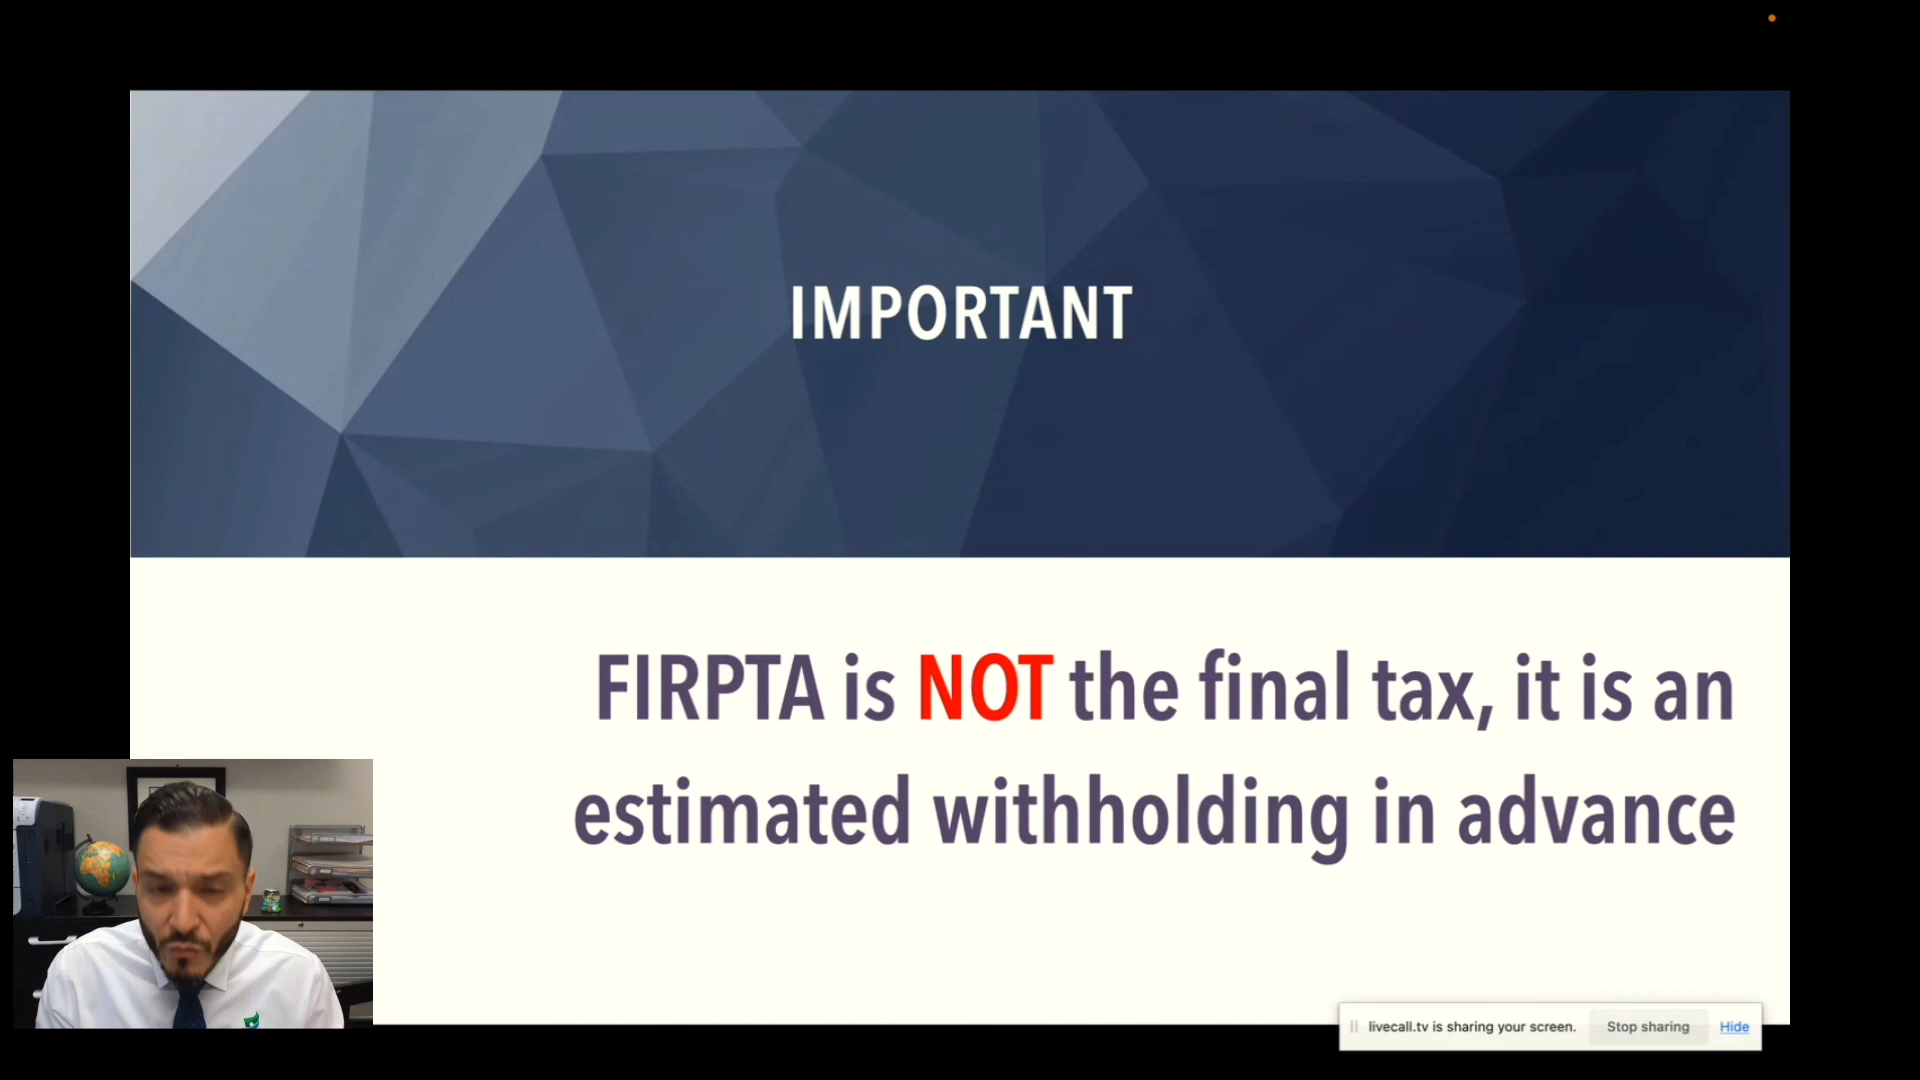 IMPORTANT
FIRPTA is NOT the final tax, it is an
estimated withholding in advance
livecall.tv is sharing your screen. Stop sharing Hide